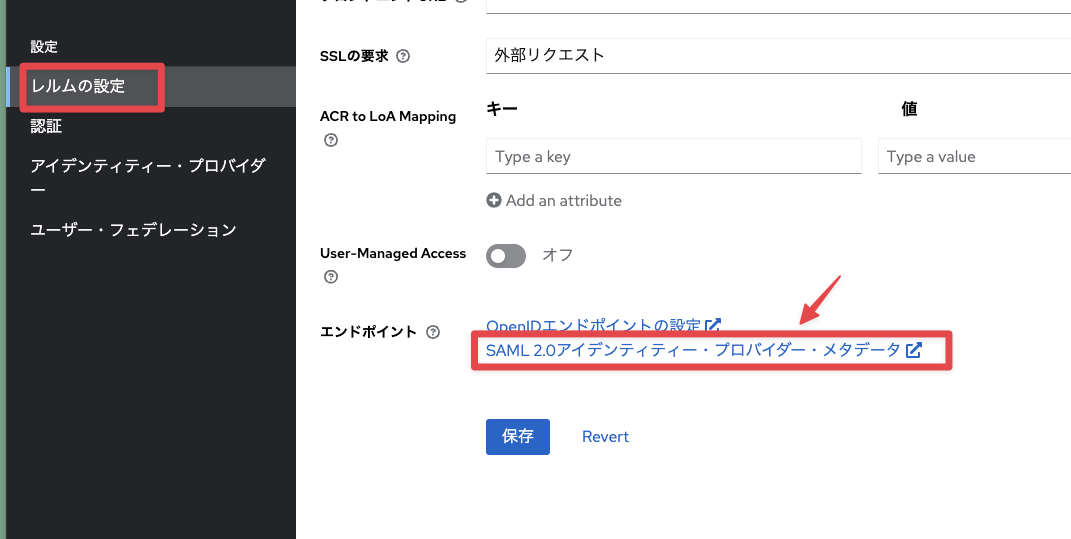 設定
レルムの設定
認証
アイデンティティー・プロバイダ
ー
ユーザー・フェデレーション
SSLの要求
外部リクエスト
ACR to LoA Mapping
キー
値
Type a key
Type a value
Add an attribute
User-Managed Access
オフ
エンドポイント
OpenIDエンドポイントの設定
SAML 2.0アイデンティティー・プロバイダー・メタデータ
保存
Revert